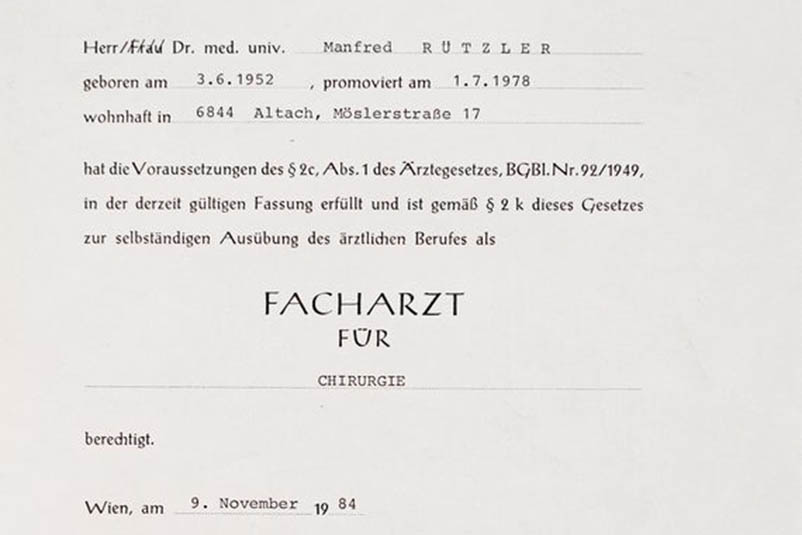 Herr/Frau Dr. med. univ. Manfred R Ü T Z L E R
geboren am 3.6.1952 , promoviert am 1.7.1978
wohnhaft in 6844 Altach, Möslerstraße 17
hat die Voraussetzungen des § 2c, Abs. 1 des Ärztegesetzes, BGBl. Nr. 92/1949,
in der derzeit gültigen Fassung erfüllt und ist gemäß § 2 k dieses Gesetzes
zur selbständigen Ausübung des ärztlichen Berufes als
FACHARZT
FÜR
CHIRURGIE
berechtigt.
Wien, am 9. November 19 84